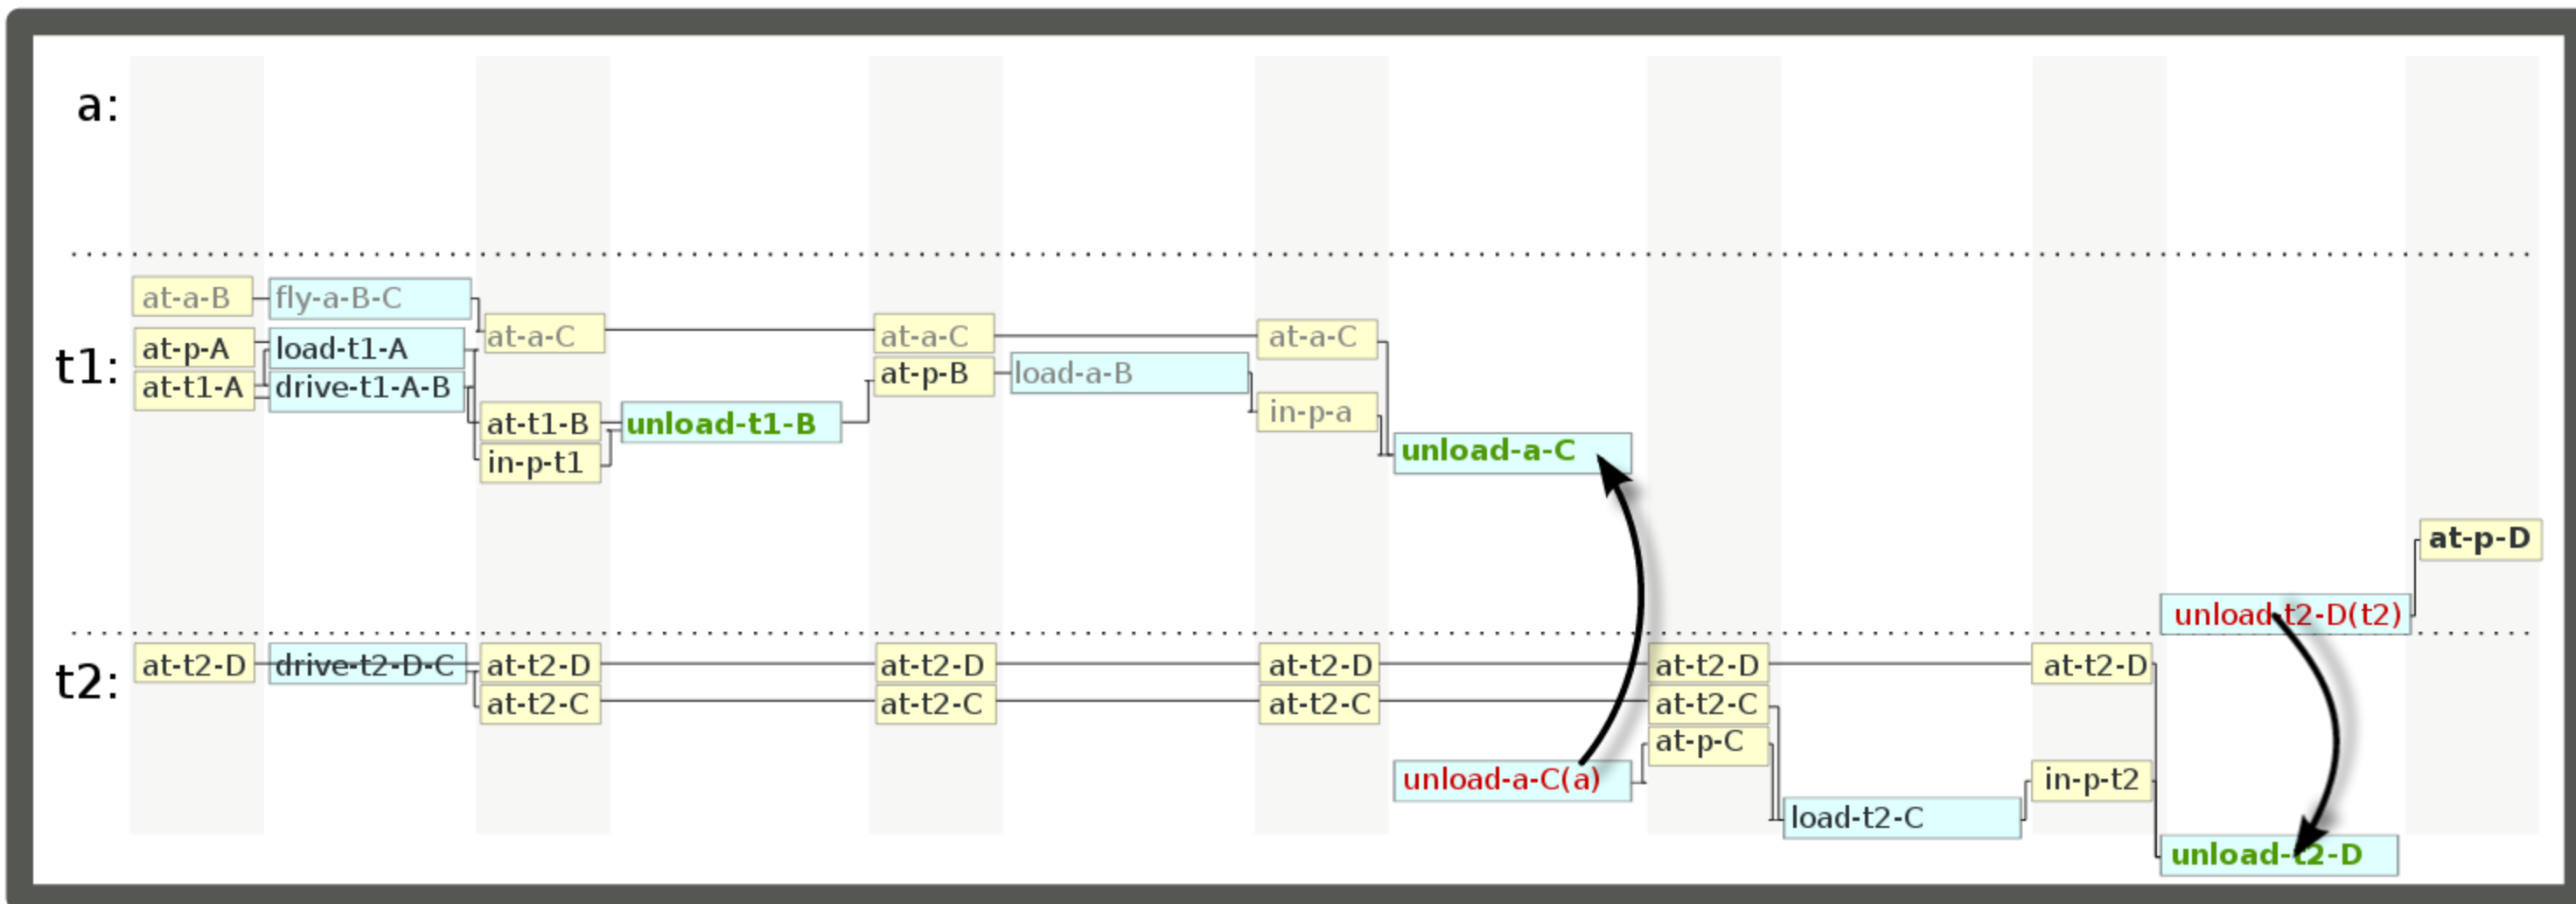 a:
at-a-B fly-a-B-C
at-a-C at-a-C at-a-C
t1:
at-p-A load-t1-A
at-p-B load-a-B
at-t1-A drive-t1-A-B
in-p-a
at-t1-B unload-t1-B
unload-a-C
in-p-t1
at-p-D
unload-t2-D(t2)
t2:
at-t2-D drive-t2-D-C at-t2-D at-t2-D at-t2-D at-t2-D at-t2-D
at-t2-C at-t2-C at-t2-C at-t2-C
at-p-C
unload-a-C(a) in-p-t2
load-t2-C
unload-t2-D